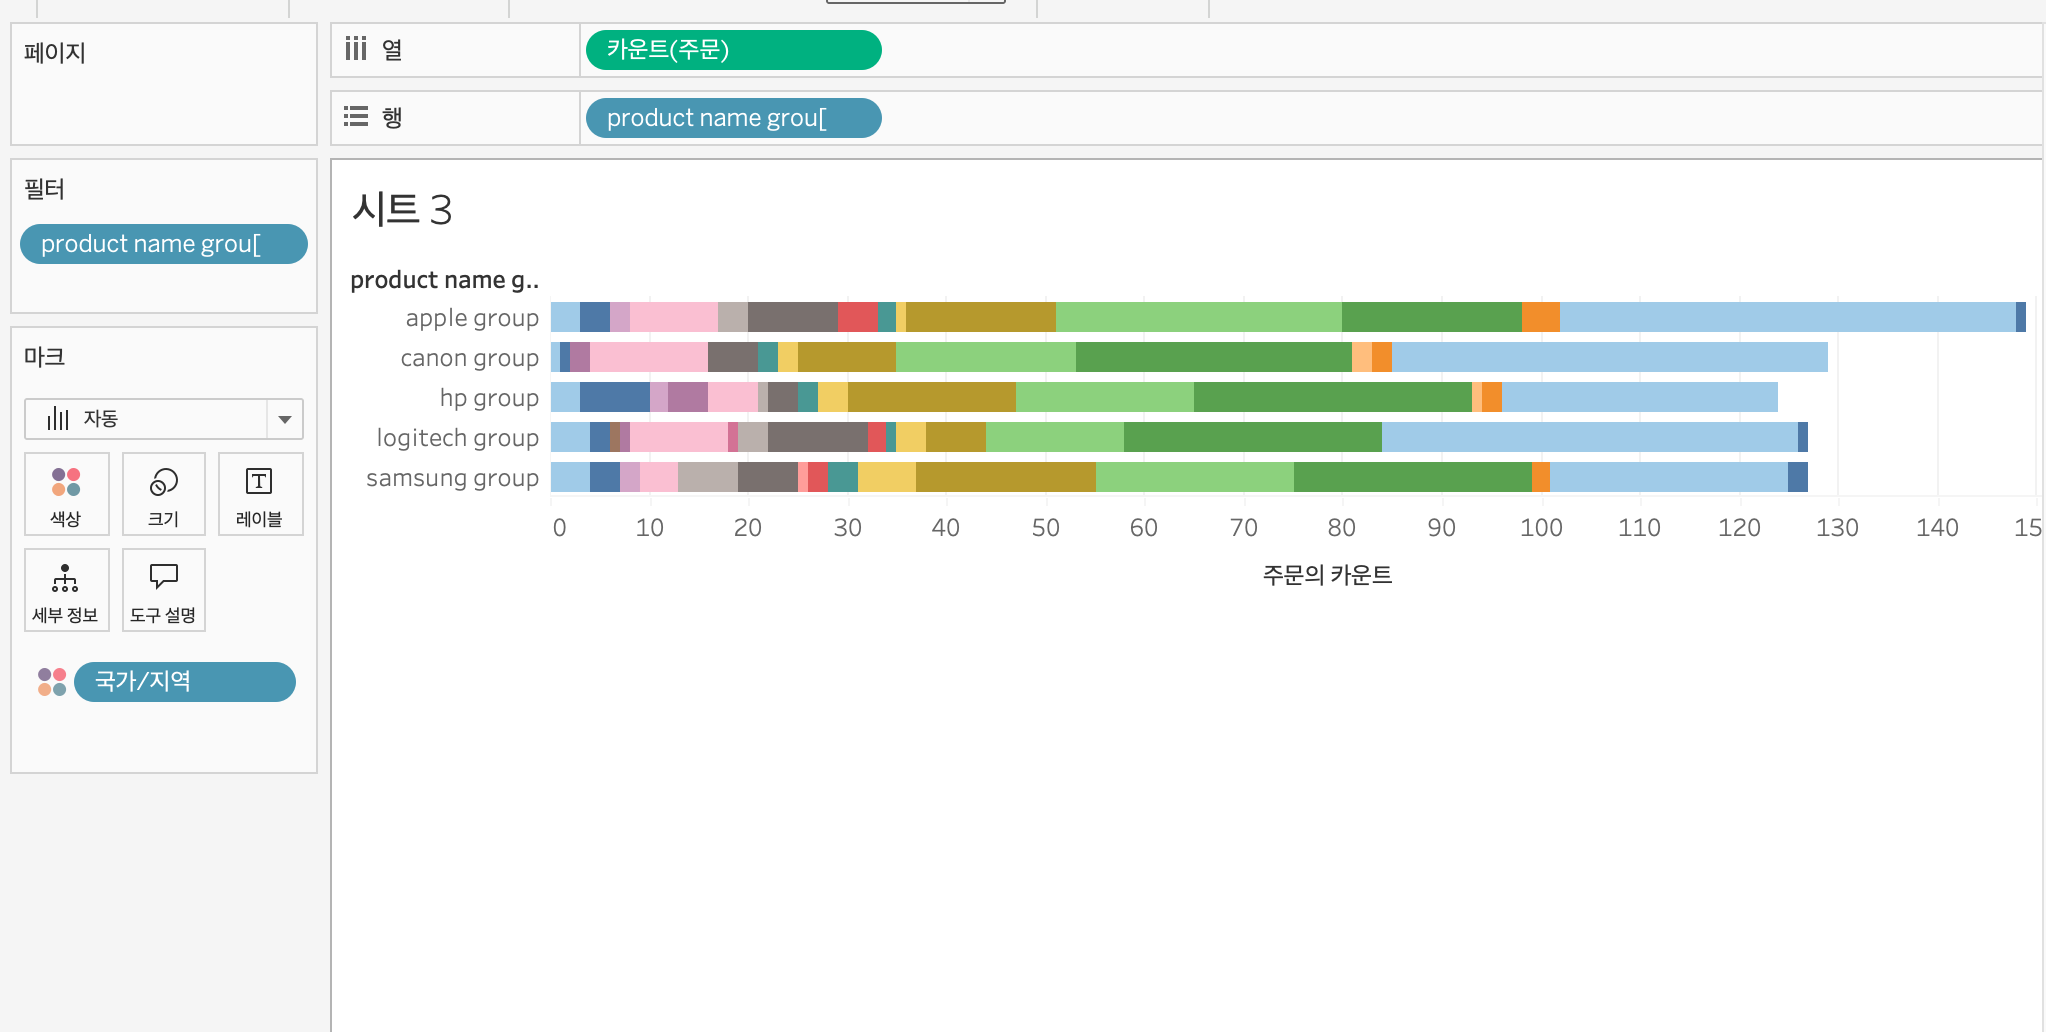 페이지
열
카운트(주문)
행
product name grou[
필터
product name grou[
마크
자동
색상
크기
레이블
세부 정보
도구 설명
국가/지역
시트 3
product name g..
apple group
canon group
hp group
logitech group
samsung group
0 10 20 30 40 50 60 70 80 90 100 110 120 130 140 15
주문의 카운트